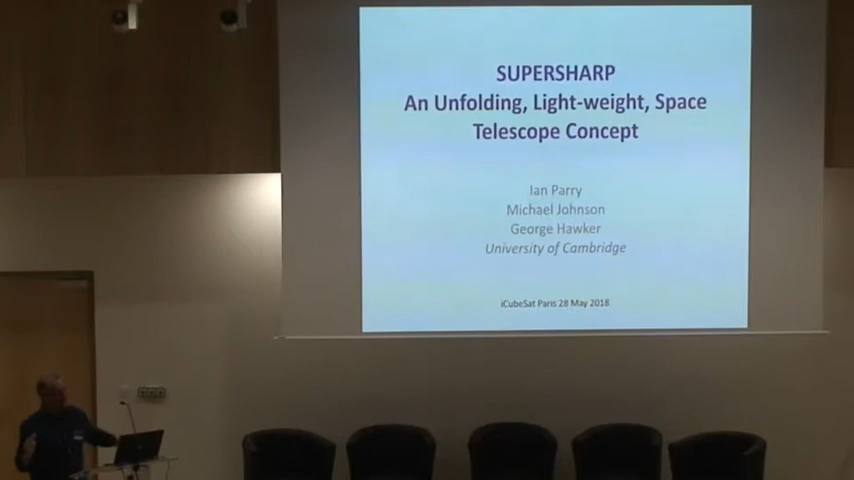 SUPERSHARP
An Unfolding, Light-weight, Space
Telescope Concept
Ian Parry
Michael Johnson
George Hawker
University of Cambridge
iCubeSat Paris 28 May 2018